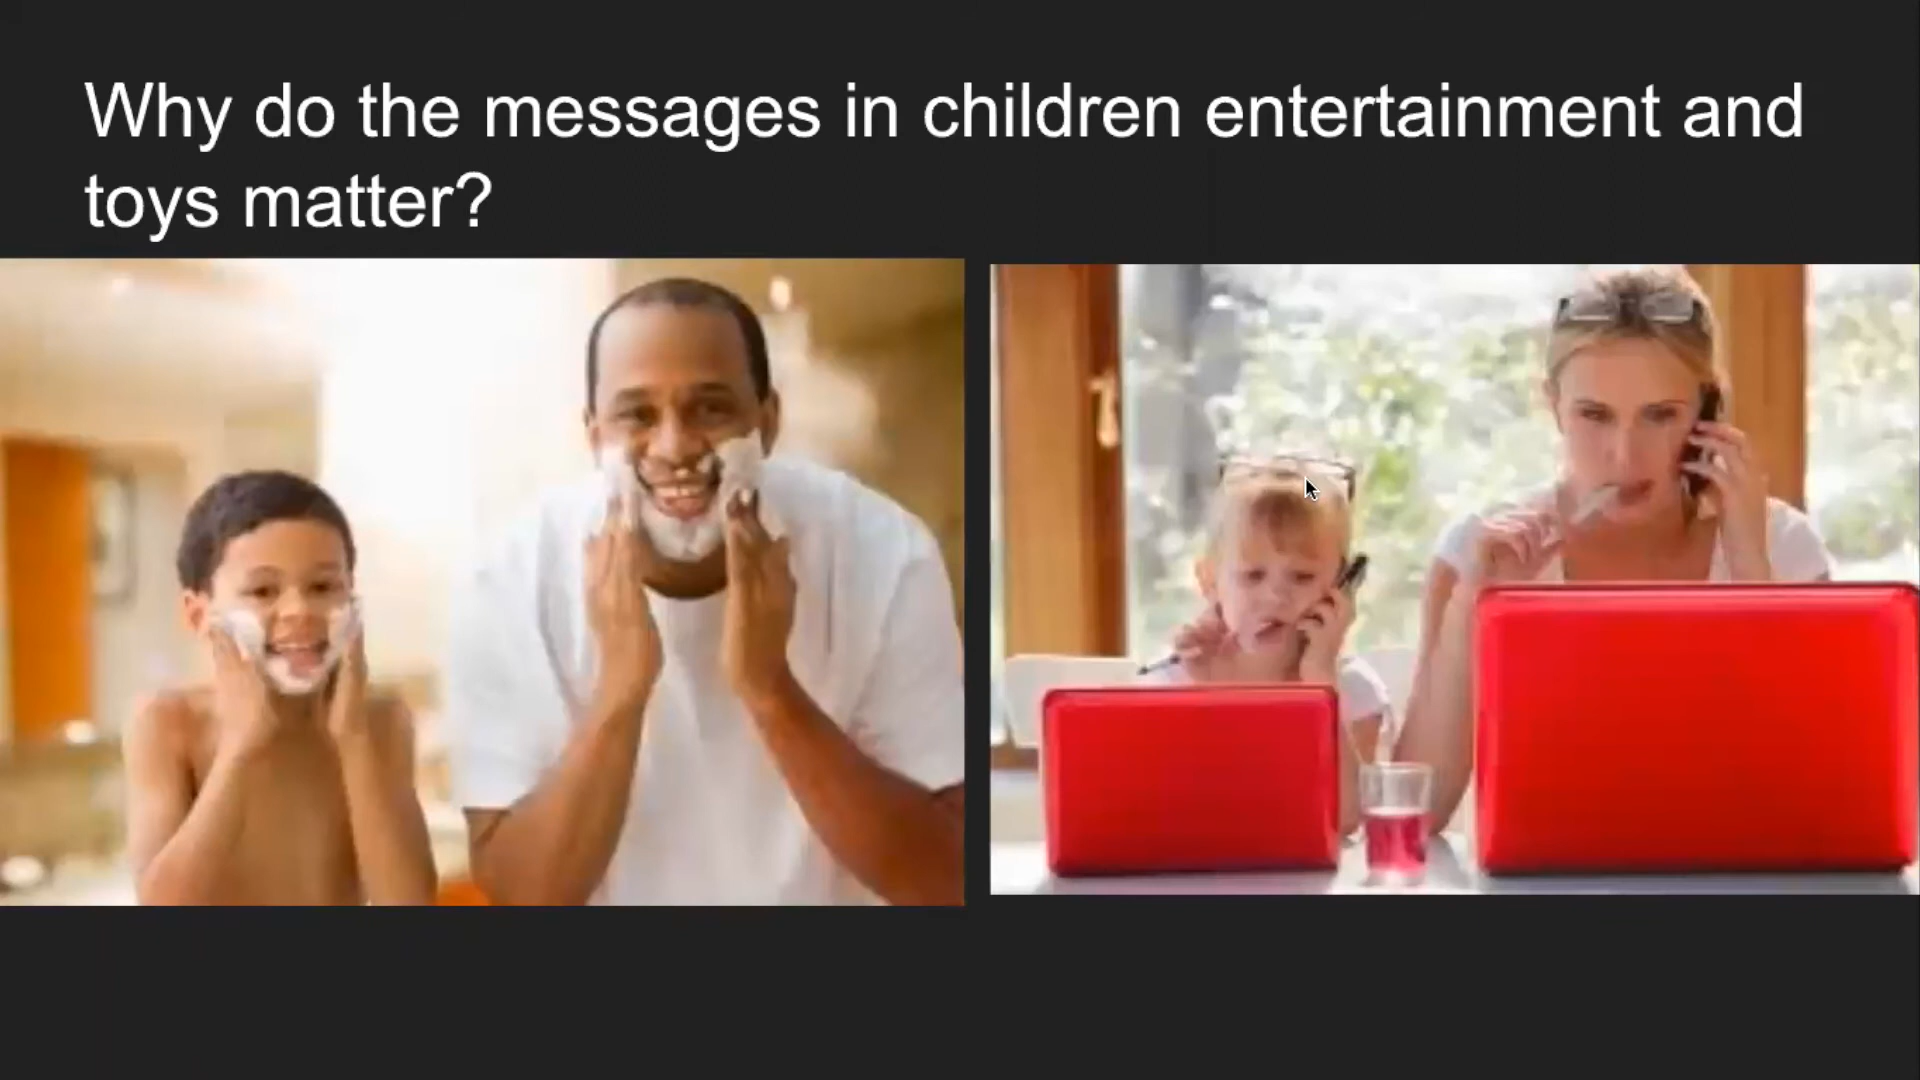 Why do the messages in children entertainment and
toys matter?